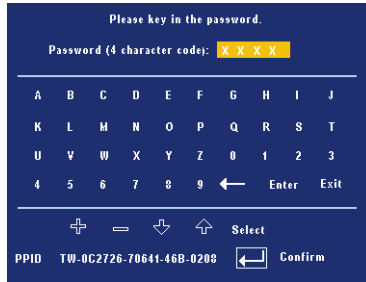 Please key in the password.
Password (4 character code): X X X X
A B C D E F G H I J
K L M N O P Q R S T
U V W X Y Z 0 1 2 3
4 5 6 7 8 9 ← Enter Exit
Select
PPID TW-0C2726-70641-46B-0208 Confirm